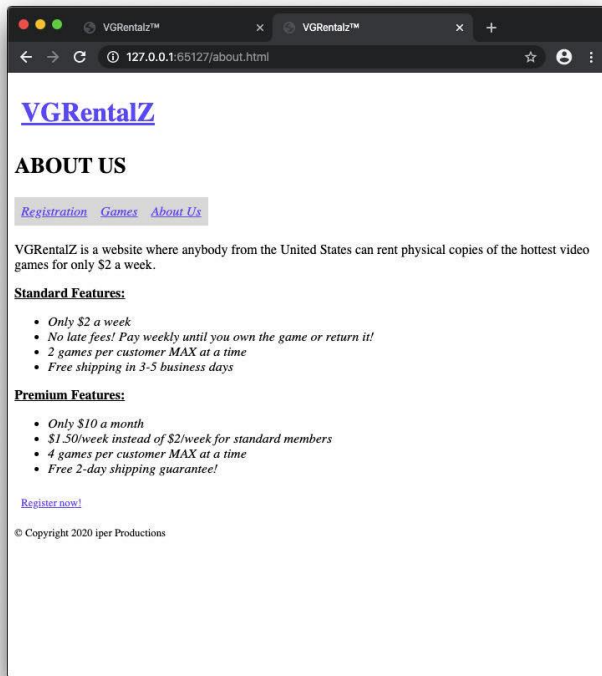 VGRentalz™
VGRentalz™
127.0.0.1:65127/about.html
VGRentalZ
ABOUT US
Registration Games About Us
VGRentalZ is a website where anybody from the United States can rent physical copies of the hottest video
games for only $2 a week.
Standard Features:
Only $2 a week
No late fees! Pay weekly until you own the game or return it!
2 games per customer MAX at a time
Free shipping in 3-5 business days
Premium Features:
Only $10 a month
$1.50/week instead of $2/week for standard members
4 games per customer MAX at a time
Free 2-day shipping guarantee!
Register now!
© Copyright 2020 iper Productions